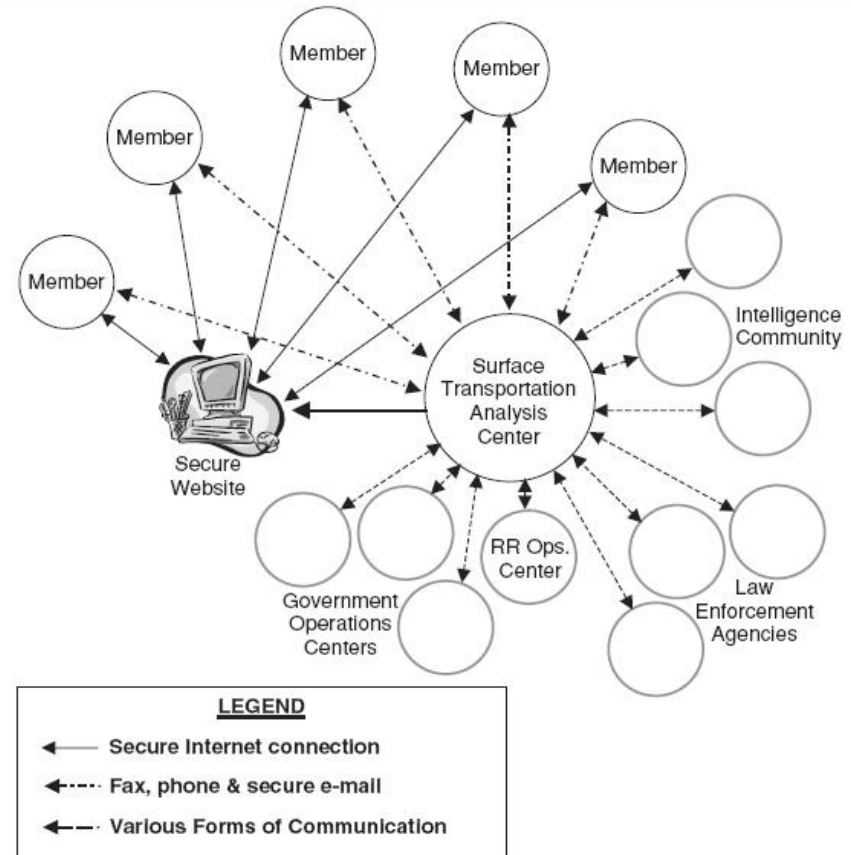 Member
Member
Member
Member
Member
Intelligence
Community
Surface
Transportation
Analysis
Center
Secure
Website
RR Ops.
Center
Government
Operations
Centers
Law
Enforcement
Agencies
LEGEND
Secure Internet connection
Fax, phone & secure e-mail
Various Forms of Communication